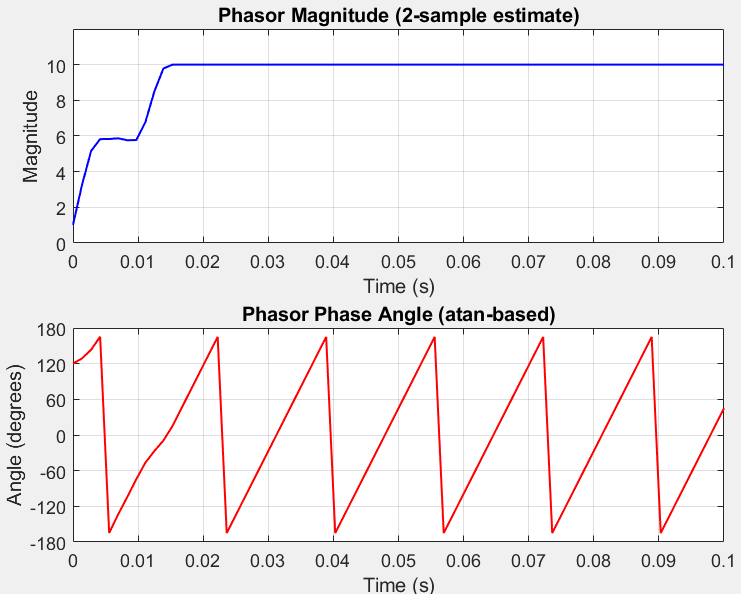 Phasor Magnitude (2-sample estimate)
10
8
6
4
2
0
Magnitude
0 0.01 0.02 0.03 0.04 0.05 0.06 0.07 0.08 0.09 0.1
Time (s)
Phasor Phase Angle (atan-based)
180
120
60
0
-60
-120
-180
Angle (degrees)
0 0.01 0.02 0.03 0.04 0.05 0.06 0.07 0.08 0.09 0.1
Time (s)